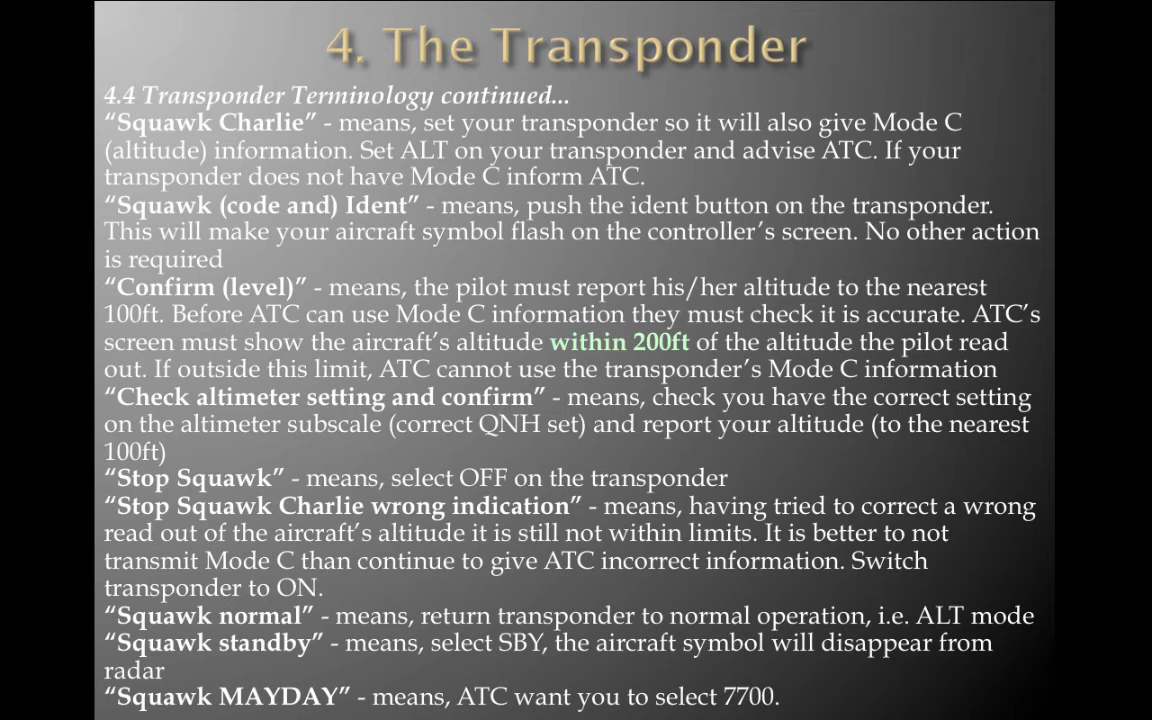 4. The Transponder
4.4 Transponder Terminology continued...
“Squawk Charlie” - means, set your transponder so it will also give Mode C
(altitude) information. Set ALT on your transponder and advise ATC. If your
transponder does not have Mode C inform ATC.
“Squawk (code and) Ident” - means, push the ident button on the transponder.
This will make your aircraft symbol flash on the controller’s screen. No other action
is required
“Confirm (level)” - means, the pilot must report his/her altitude to the nearest
100ft. Before ATC can use Mode C information they must check it is accurate. ATC’s
screen must show the aircraft’s altitude within 200ft of the altitude the pilot read
out. If outside this limit, ATC cannot use the transponder’s Mode C information
“Check altimeter setting and confirm” - means, check you have the correct setting
on the altimeter subscale (correct QNH set) and report your altitude (to the nearest
100ft)
“Stop Squawk” - means, select OFF on the transponder
“Stop Squawk Charlie wrong indication” - means, having tried to correct a wrong
read out of the aircraft’s altitude it is still not within limits. It is better to not
transmit Mode C than continue to give ATC incorrect information. Switch
transponder to ON.
“Squawk normal” - means, return transponder to normal operation, i.e. ALT mode
“Squawk standby” - means, select SBY, the aircraft symbol will disappear from
radar
“Squawk MAYDAY” - means, ATC want you to select 7700.